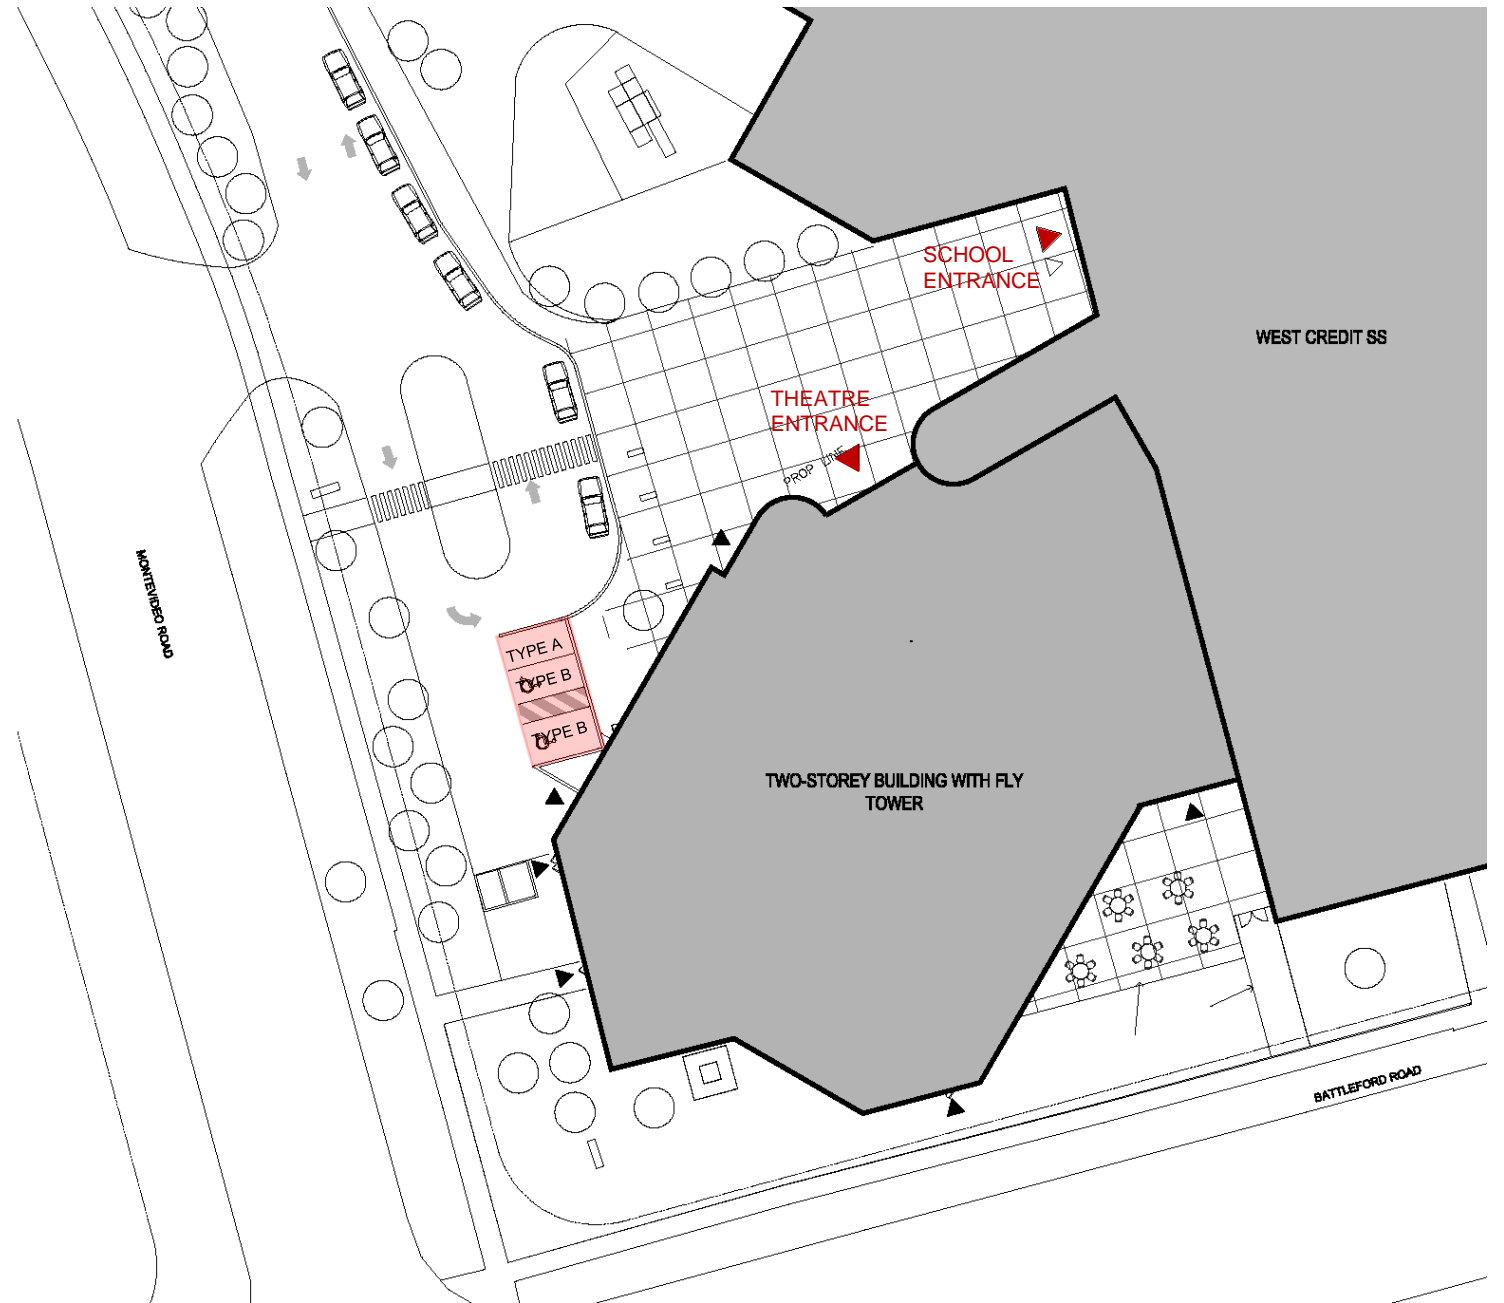 SCHOOL
ENTRANCE
WEST CREDIT SS
THEATRE
ENTRANCE
PROP LINE
MONTEVIDEO ROAD
TYPE A
TYPE B
TYPE B
TWO-STOREY BUILDING WITH FLY
TOWER
BATTLEFORD ROAD